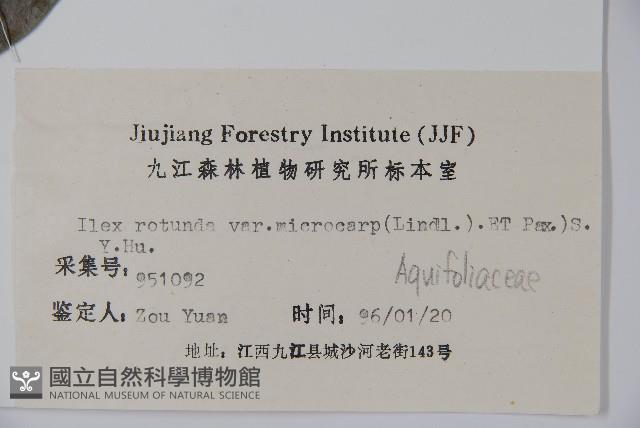 Jiujiang Forestry Institute (JJF)
九江森林植物研究所标本室
Ilex rotunda var.microcarp(Lindl.).ET Pax.)S.
Y.Hu.
采集号: 951092
Aquifoliaceae
鉴定人: Zou Yuan 时间: 96/01/20
地址: 江西九江县城沙河老街143号
國立自然科學博物館
NATIONAL MUSEUM OF NATURAL SCIENCE